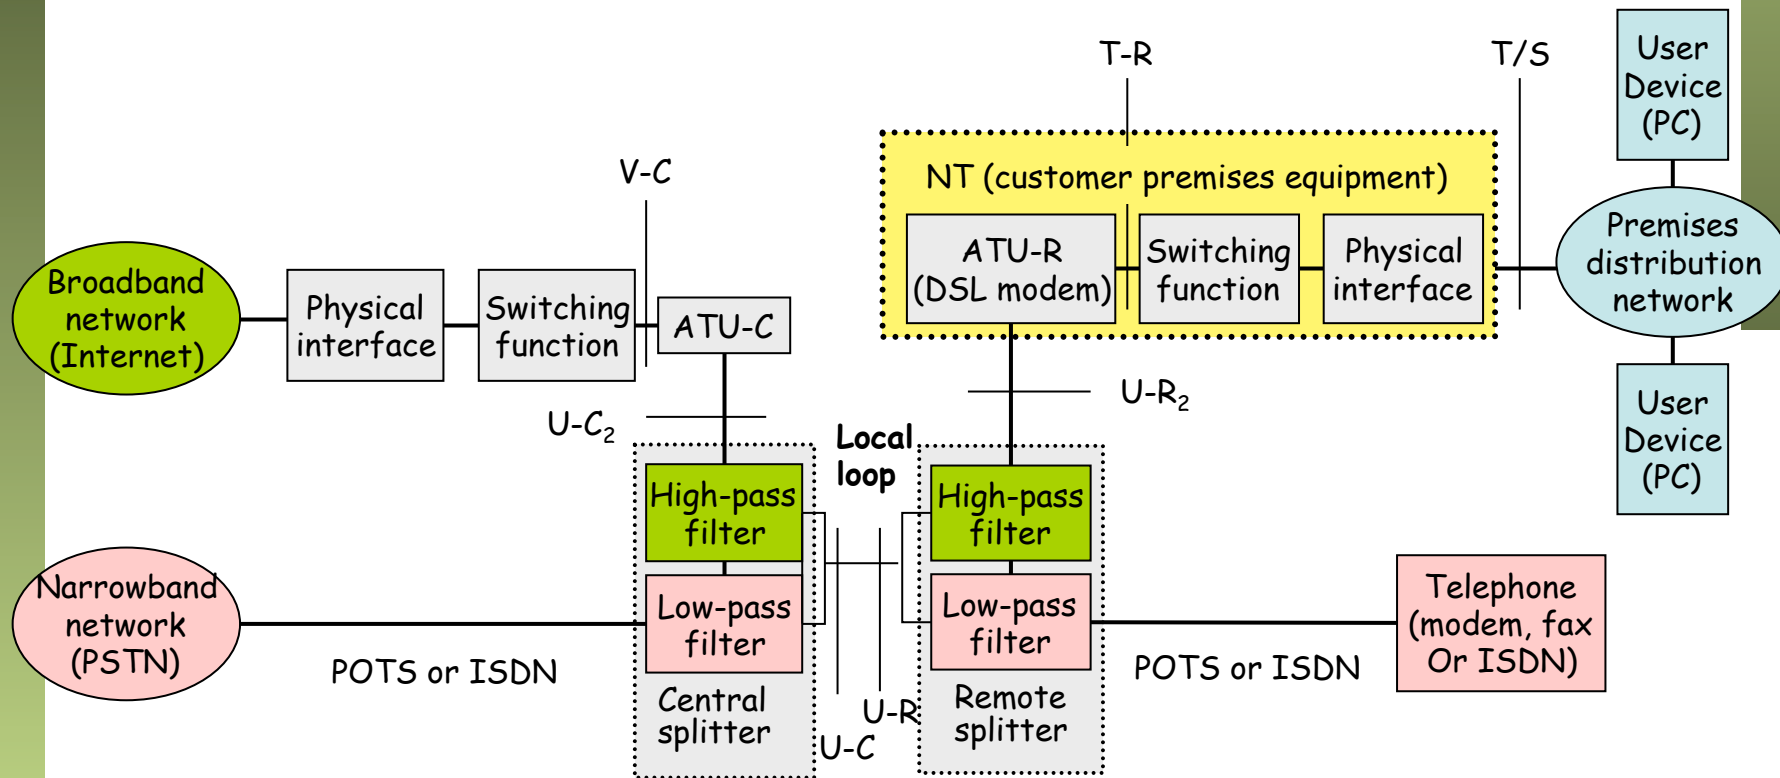 T-R
T/S
User
Device
(PC)
V-C
NT (customer premises equipment)
Broadband
network
(Internet)
Physical
interface
Switching
function
ATU-C
ATU-R
(DSL modem)
Switching
function
Physical
interface
Premises
distribution
network
U-C2
U-R2
Local
loop
User
Device
(PC)
High-pass
filter
High-pass
filter
Narrowband
network
(PSTN)
POTS or ISDN
Low-pass
filter
Low-pass
filter
POTS or ISDN
Telephone
(modem, fax
Or ISDN)
Central
splitter
U-R
U-C
Remote
splitter